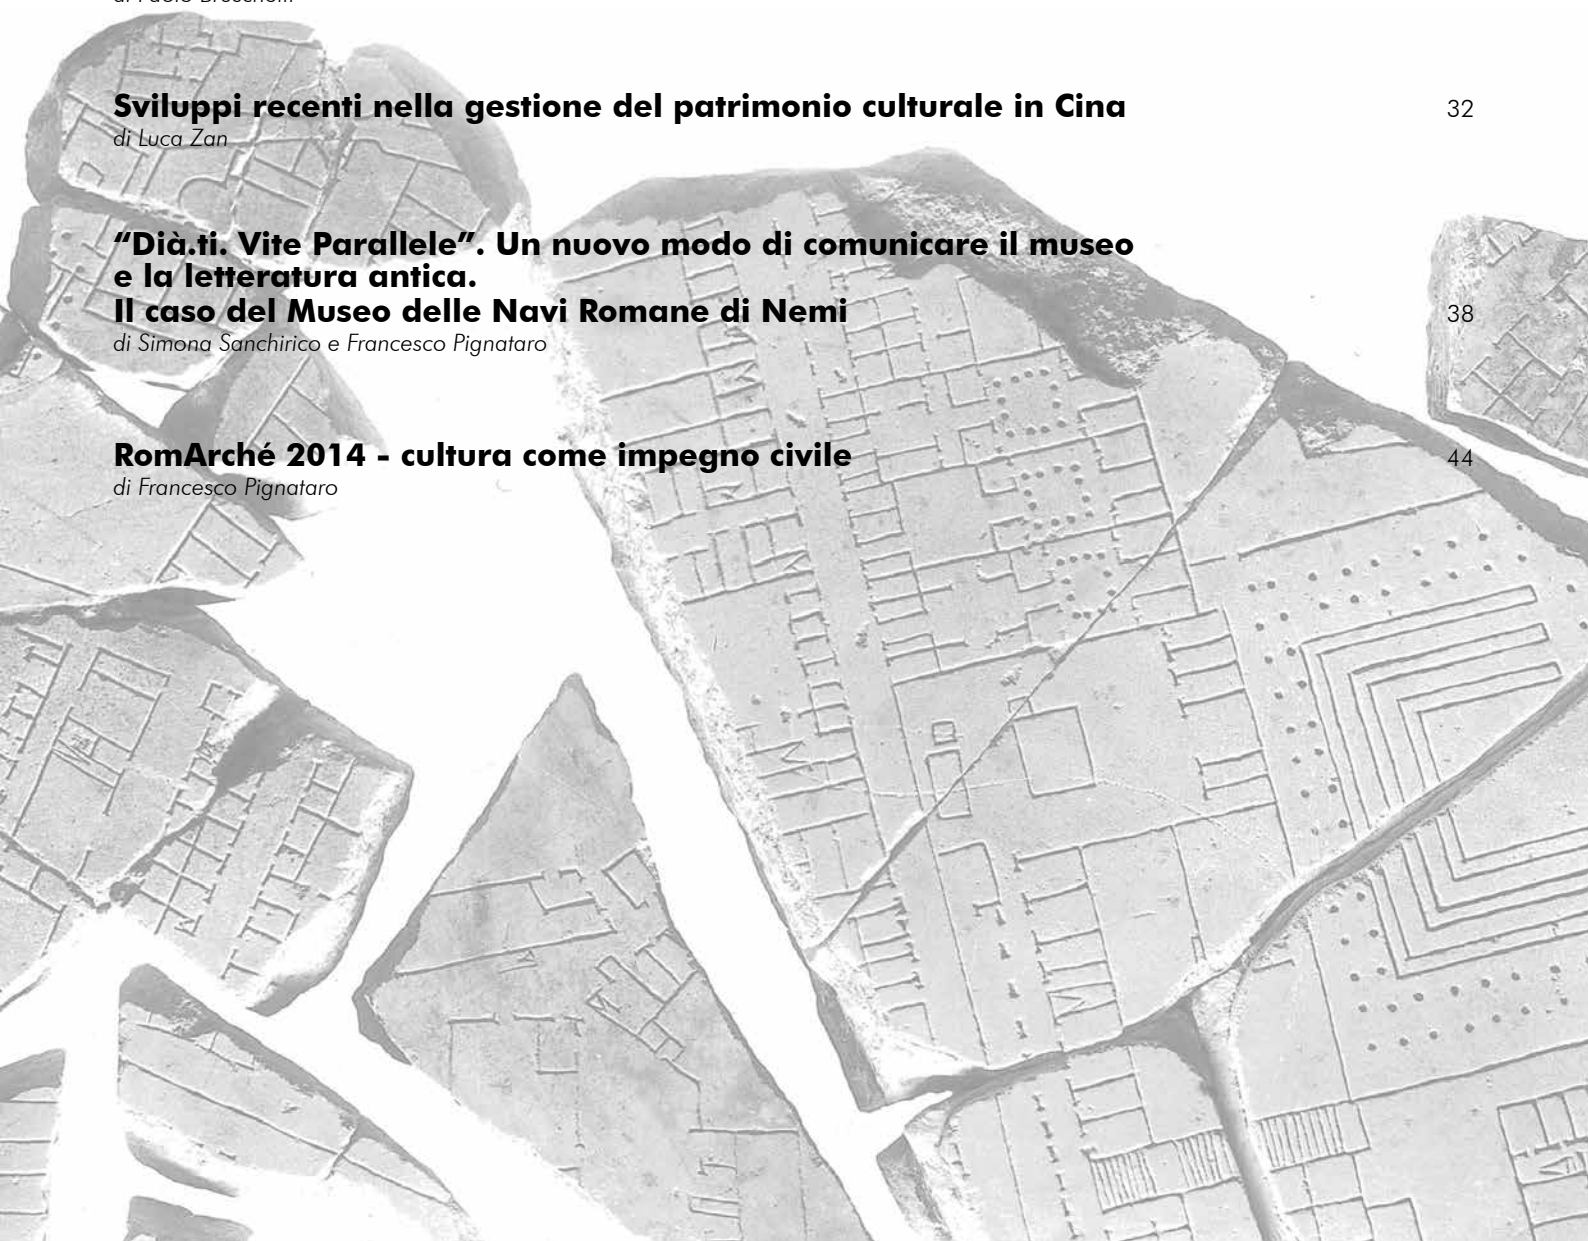 Sviluppi recenti nella gestione del patrimonio culturale in Cina 32
di Luca Zan
“Dià.ti. Vite Parallele”. Un nuovo modo di comunicare il museo
e la letteratura antica.
Il caso del Museo delle Navi Romane di Nemi 38
di Simona Sanchirico e Francesco Pignataro
RomArché 2014 - cultura come impegno civile 44
di Francesco Pignataro